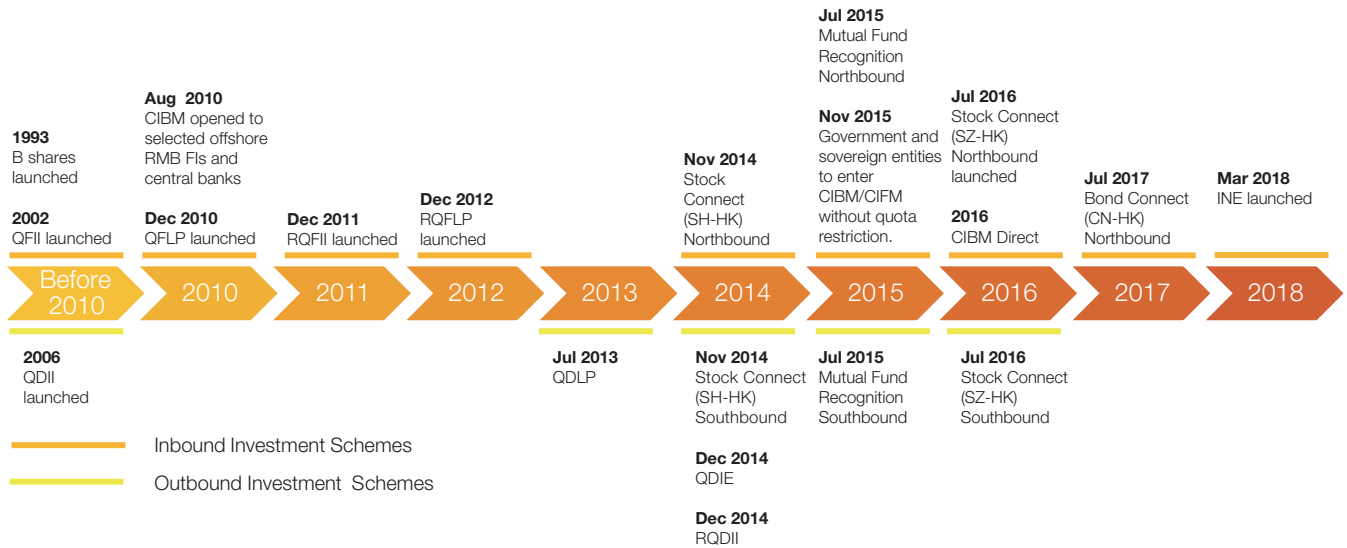 1993
B shares
launched
2002
QFII launched
Aug 2010
CIBM opened to
selected offshore
RMB FIs and
central banks
Dec 2010
QFLP launched
Dec 2011
RQFII launched
Dec 2012
RQFLP
launched
Nov 2014
Stock
Connect
(SH-HK)
Northbound
Jul 2015
Mutual Fund
Recognition
Northbound
Nov 2015
Government and
sovereign entities
to enter
CIBM/CIFM
without quota
restriction.
Jul 2016
Stock Connect
(SZ-HK)
Northbound
launched
2016
CIBM Direct
Jul 2017
Bond Connect
(CN-HK)
Northbound
Mar 2018
INE launched
Before
2010
2010
2011
2012
2013
2014
2015
2016
2017
2018
2006
QDII
launched
Jul 2013
QDLP
Nov 2014
Stock Connect
(SH-HK)
Southbound
Dec 2014
QDIE
Dec 2014
RQDII
Jul 2015
Mutual Fund
Recognition
Southbound
Jul 2016
Stock Connect
(SZ-HK)
Southbound
Inbound Investment Schemes
Outbound Investment Schemes